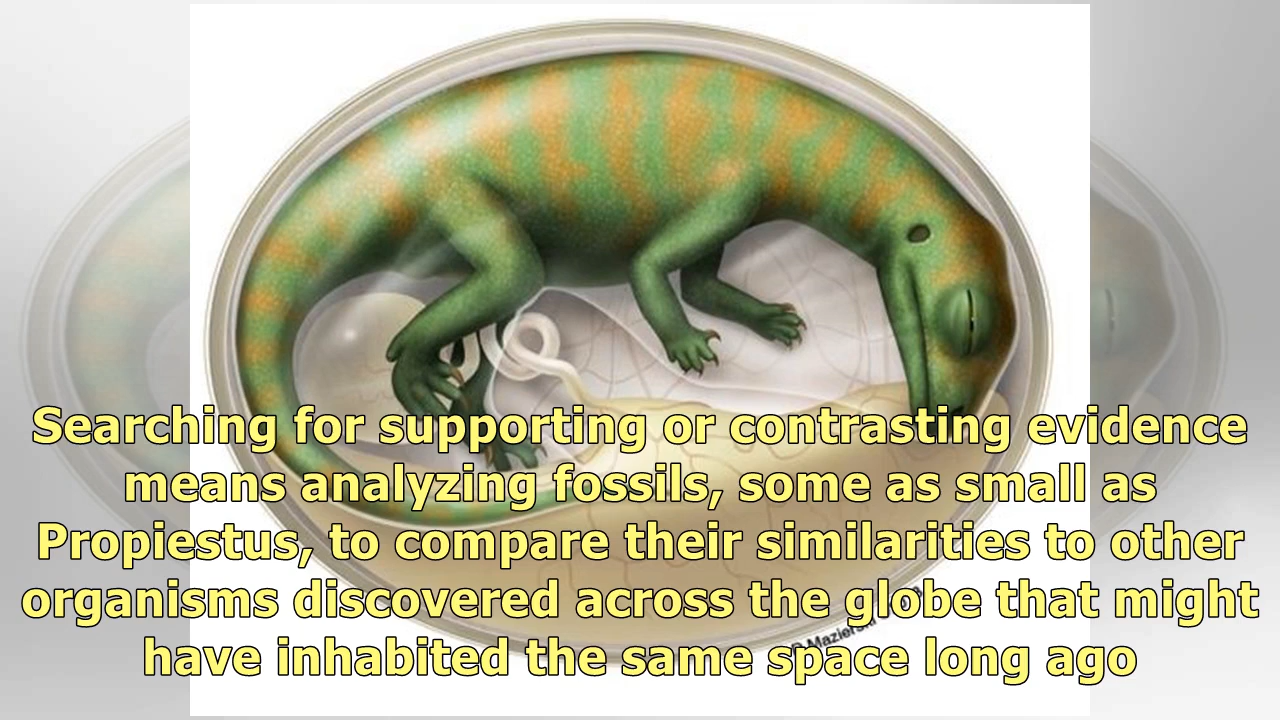 Searching for supporting or contrasting evidence
means analyzing fossils, some as small as
Propiestus, to compare their similarities to other
organisms discovered across the globe that might
have inhabited the same space long ago
Mazierski